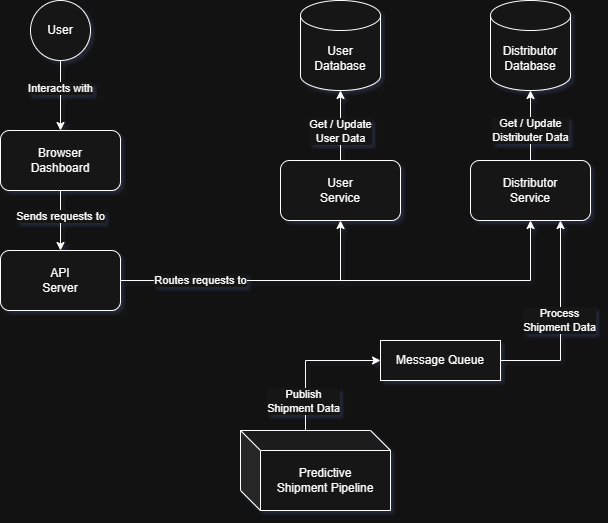 User
User
Database
Distributor
Database
Interacts with
Get / Update
User Data
Get / Update
Distributer Data
Browser
Dashboard
User
Service
Distributor
Service
Sends requests to
API
Server
Routes requests to
Process
Shipment Data
Message Queue
Publish
Shipment Data
Predictive
Shipment Pipeline